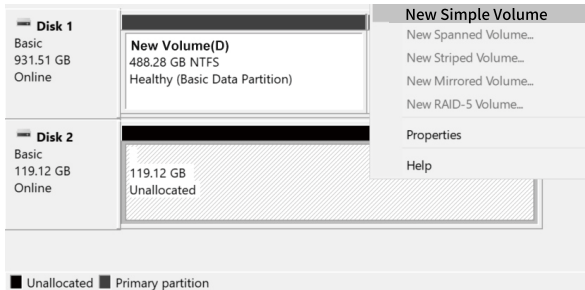 Disk 1
Basic
931.51 GB
Online
New Volume(D)
488.28 GB NTFS
Healthy (Basic Data Partition)
New Simple Volume
New Spanned Volume...
New Striped Volume...
New Mirrored Volume...
New RAID-5 Volume...
Properties
Help
Disk 2
Basic
119.12 GB
Online
119.12 GB
Unallocated
Unallocated Primary partition